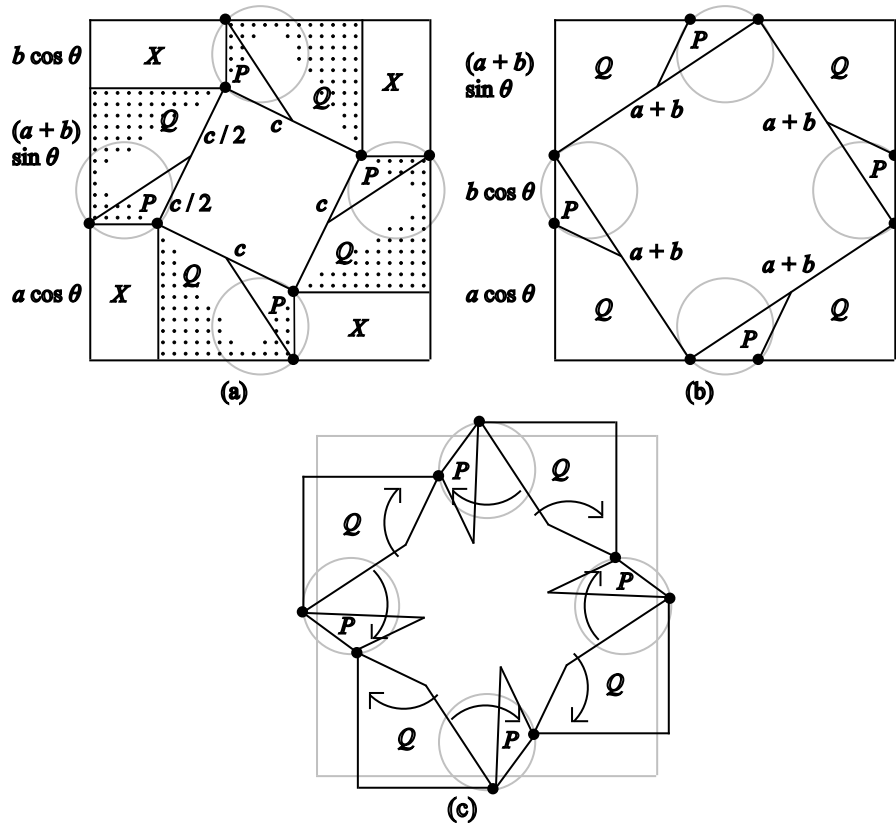 b cos θ
X
P
Q
X
(a + b)
sin θ
Q
c
c / 2
P
P
c / 2
c
Q
a cos θ
X
Q
c
P
X
(a)
(a + b)
sin θ
Q
P
Q
a + b
a + b
P
b cos θ
P
a + b
a + b
a cos θ
Q
P
Q
(b)
P
Q
Q
P
P
Q
Q
P
(c)